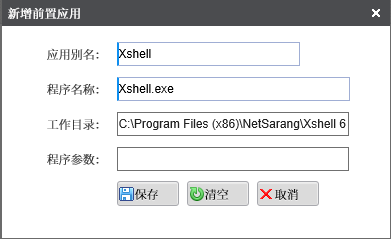 新增前置应用
应用别名： Xshell
程序名称： Xshell.exe
工作目录： C:\Program Files (x86)\NetSarang\Xshell 6
程序参数：
保存 清空 取消